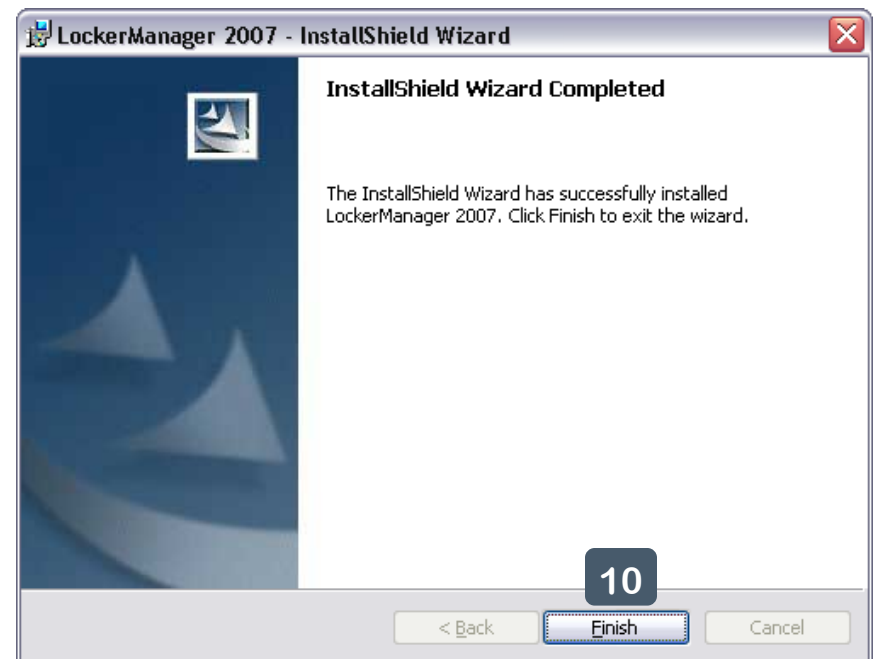 LockerManager 2007 - InstallShield Wizard
InstallShield Wizard Completed
The InstallShield Wizard has successfully installed
LockerManager 2007. Click Finish to exit the wizard.
10
< Back Finish Cancel